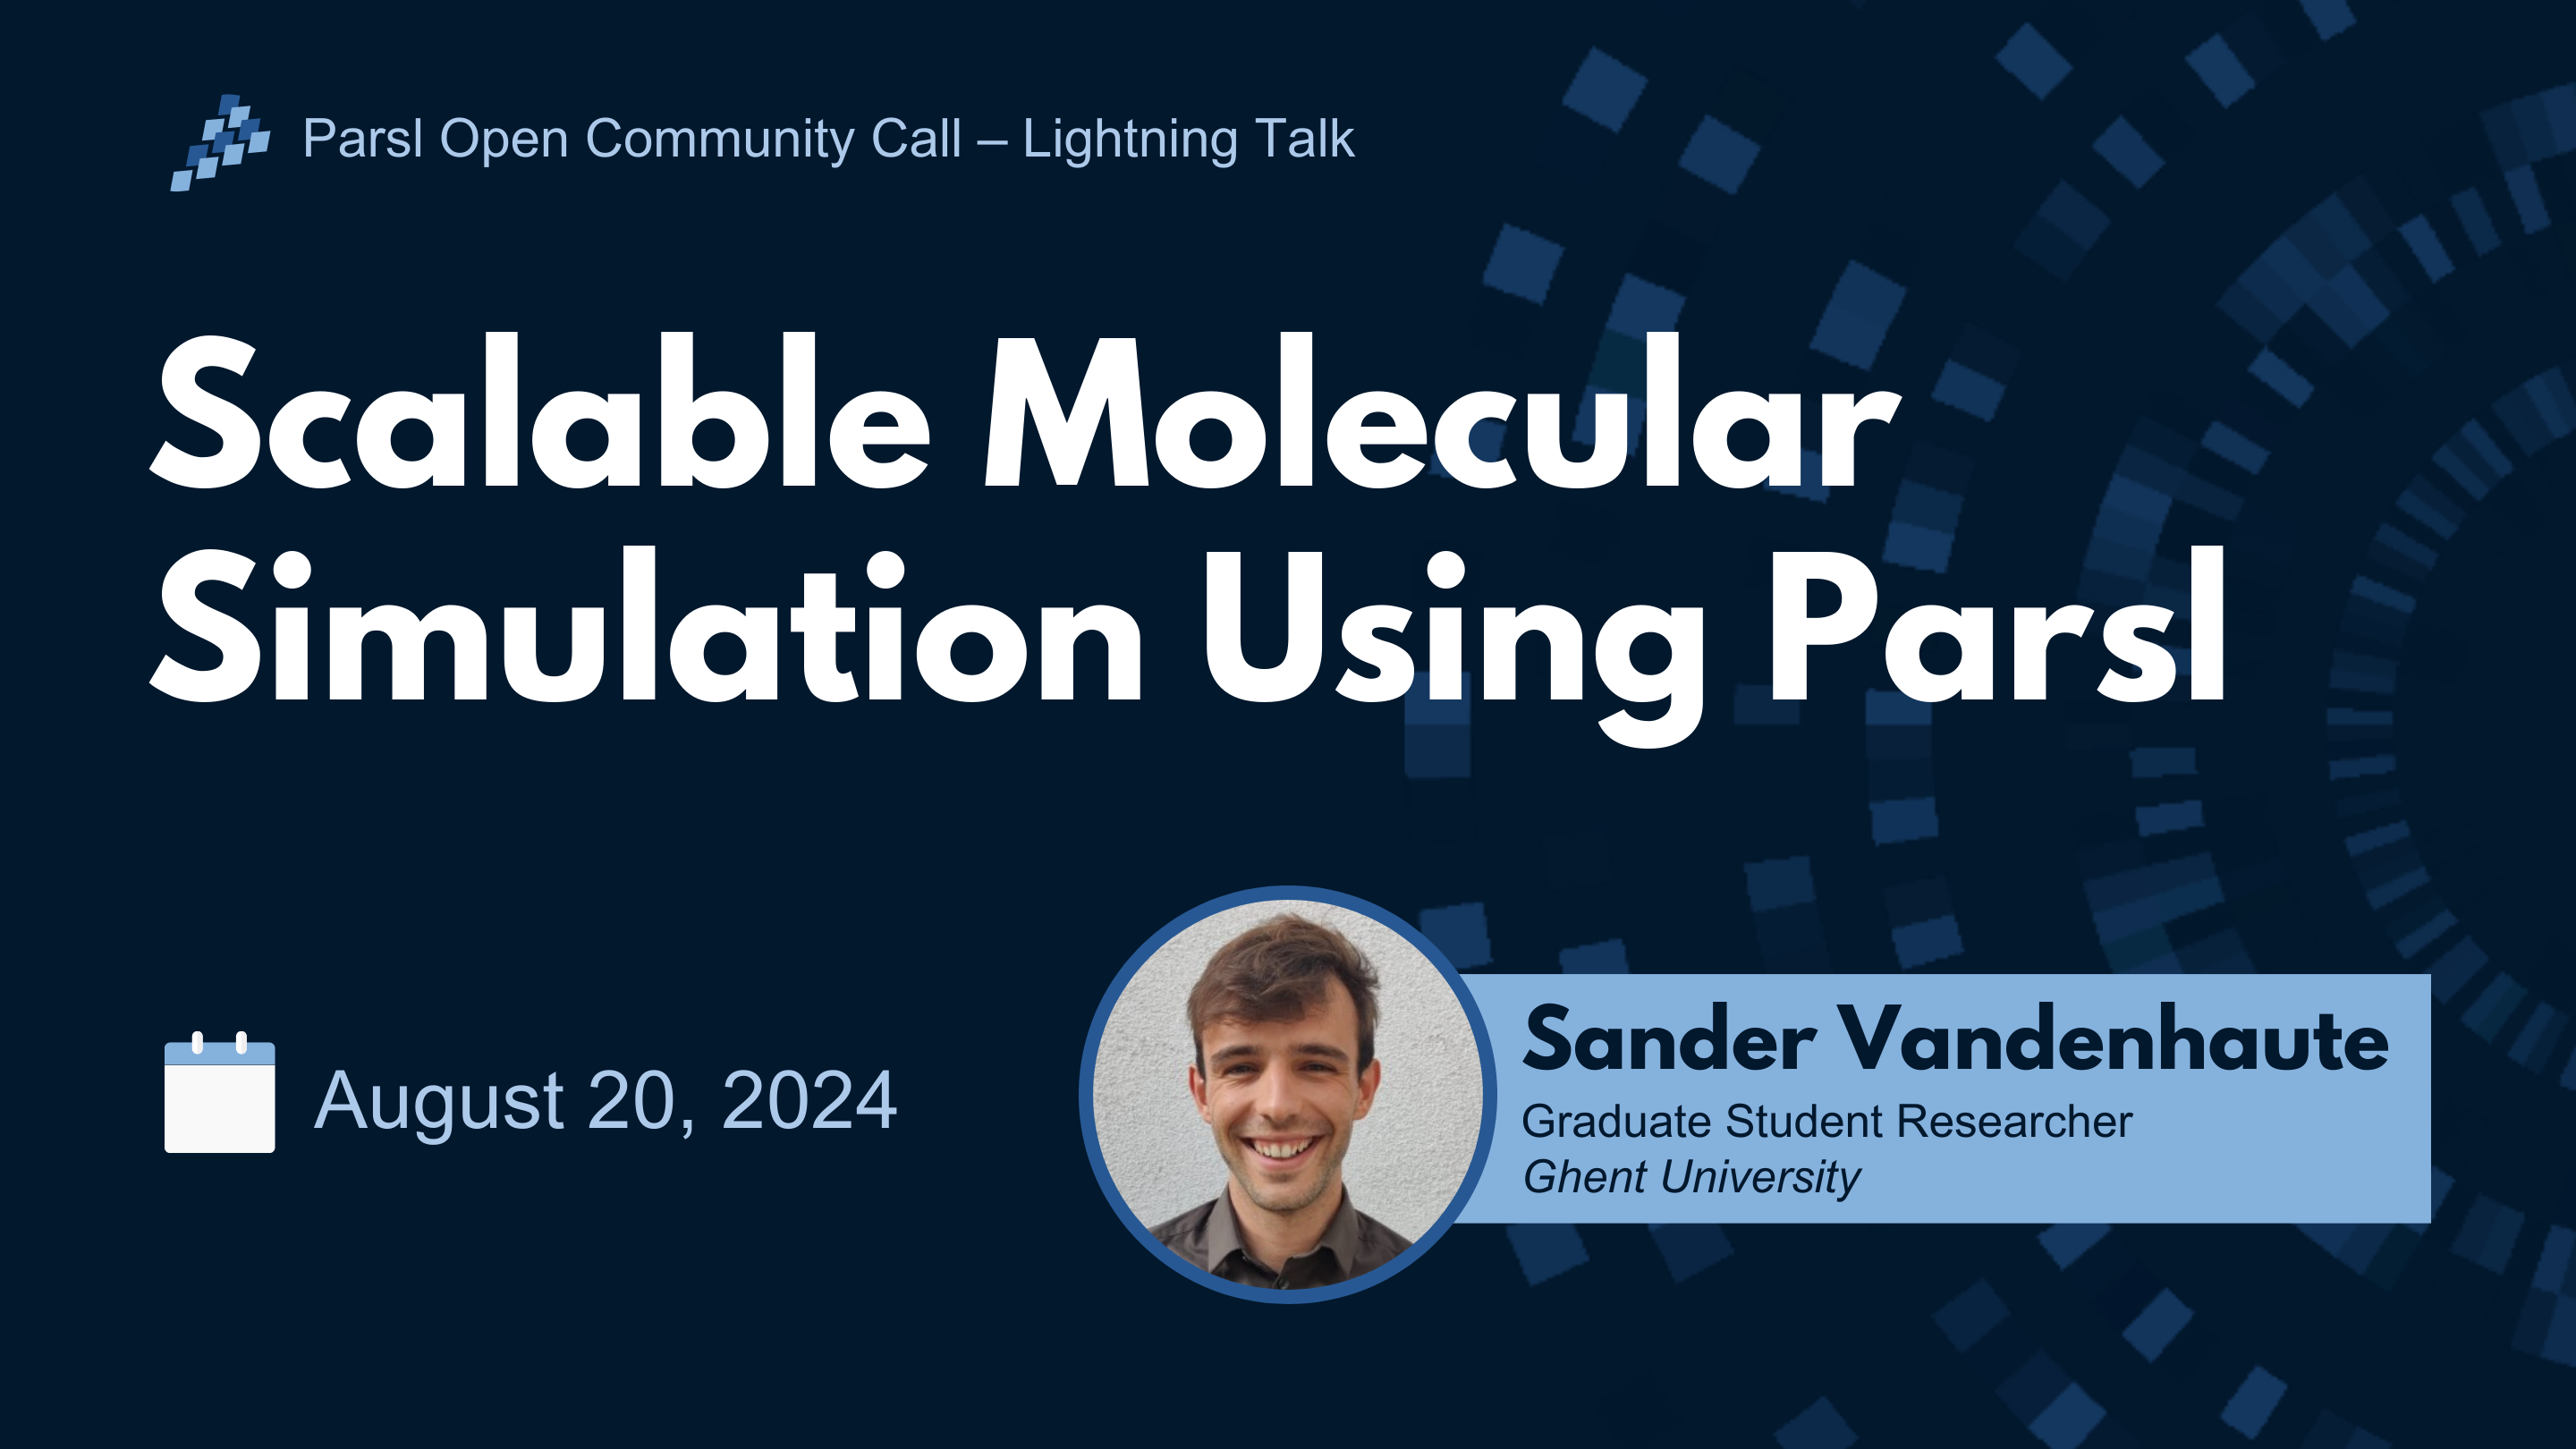 Parsl Open Community Call – Lightning Talk
Scalable Molecular
Simulation Using Parsl
August 20, 2024
Sander Vandenhaute
Graduate Student Researcher
Ghent University